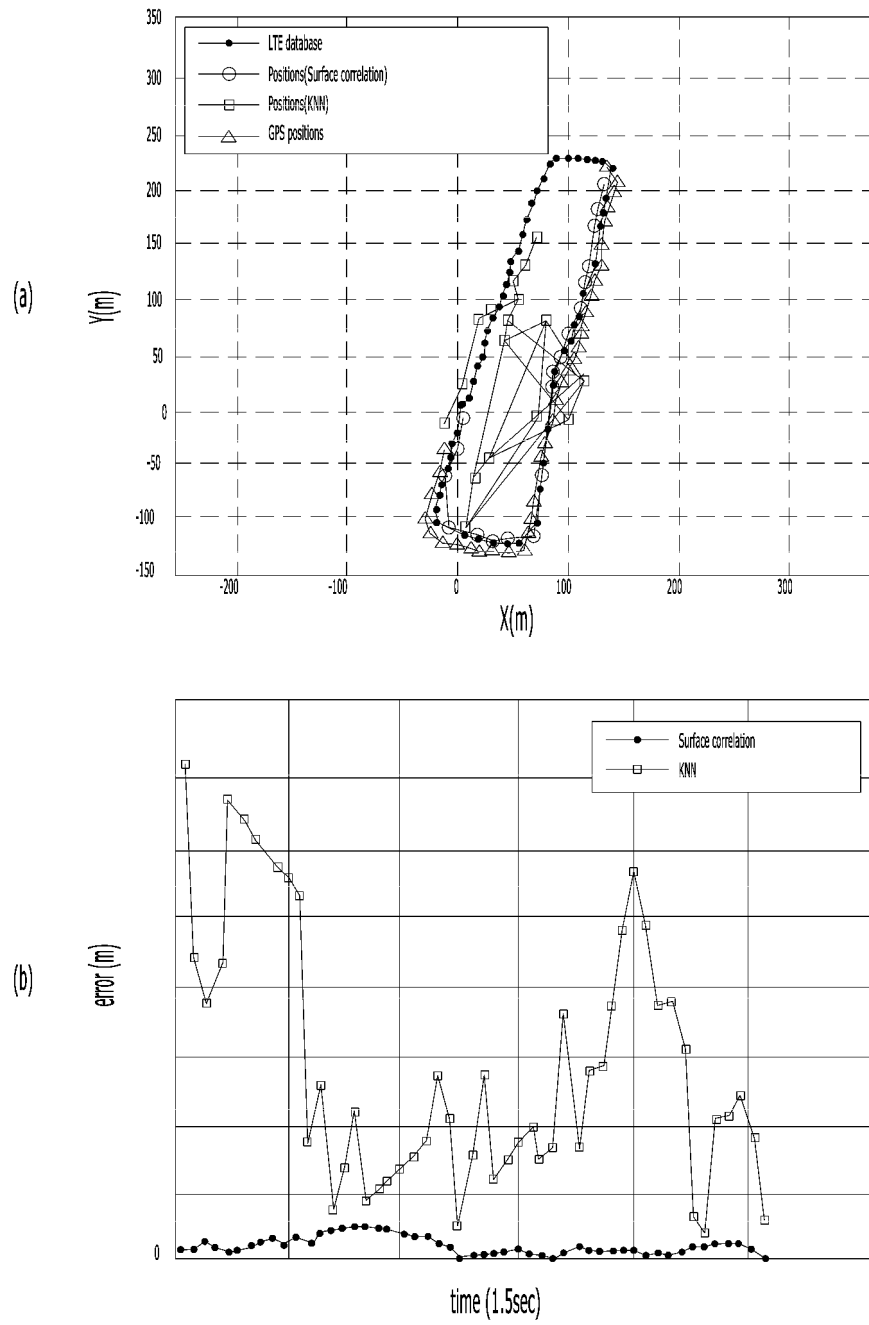 (a)
Y(m)
350
300
250
200
150
100
50
0
-50
-100
-150
LTE database
Positions(Surface correlation)
Positions(KNN)
GPS positions
-200
-100
0
100
200
300
X(m)
(b)
error (m)
Surface correlation
KNN
0
time (1.5sec)